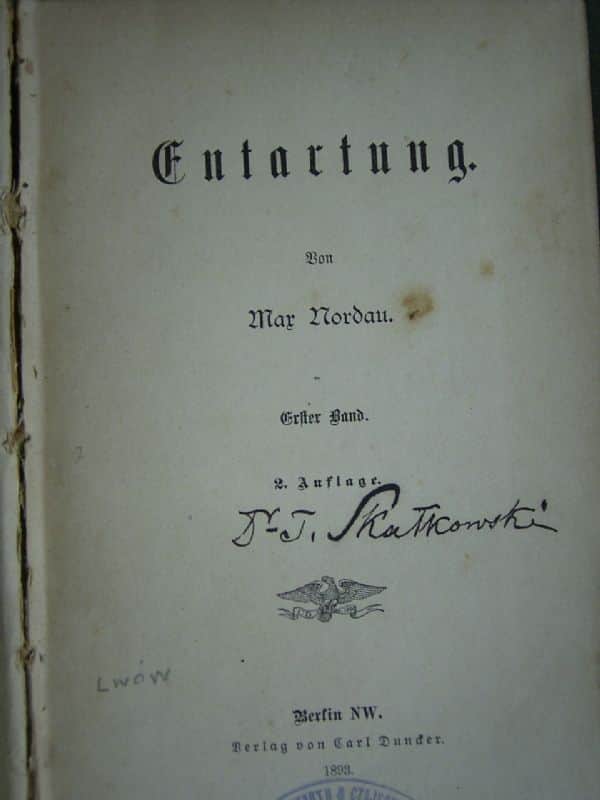 Entartung.
Von
Max Nordau.
Erster Band.
2. Auflage.
Dr T. Skałkowski
Lwów
Berlin NW.
Verlag von Carl Duncker.
1893.